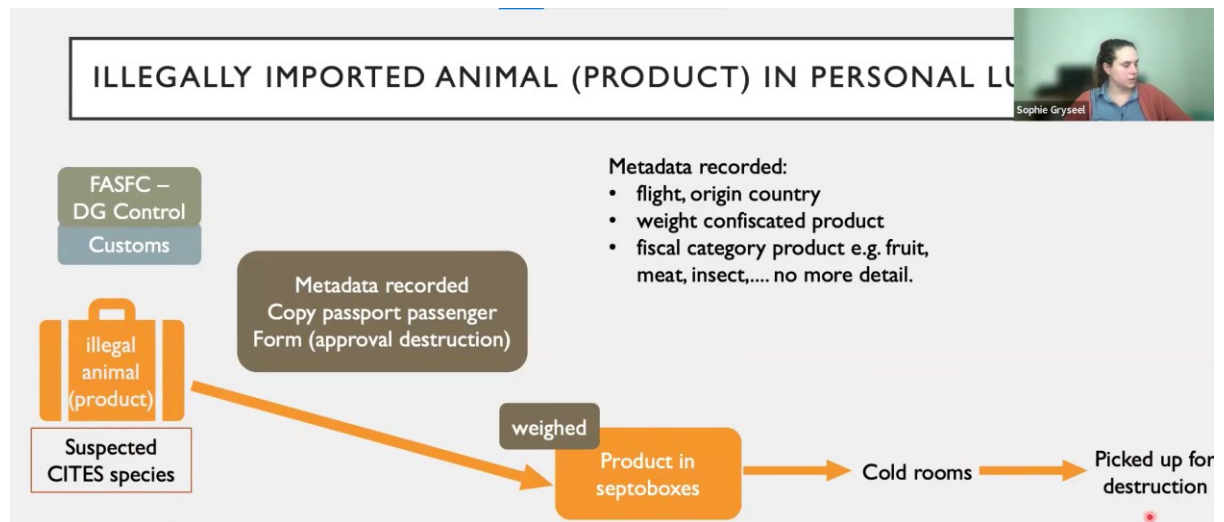 ILLEGALLY IMPORTED ANIMAL (PRODUCT) IN PERSONAL
Sophie Gryseel
FASFC –
DG Control
Customs
Metadata recorded:
• flight, origin country
• weight confiscated product
• fiscal category product e.g. fruit,
meat, insect,.... no more detail.
Metadata recorded
Copy passport passenger
Form (approval destruction)
illegal
animal
(product)
Suspected
CITES species
weighed
Product in
septoboxes
Cold rooms
Picked up for
destruction